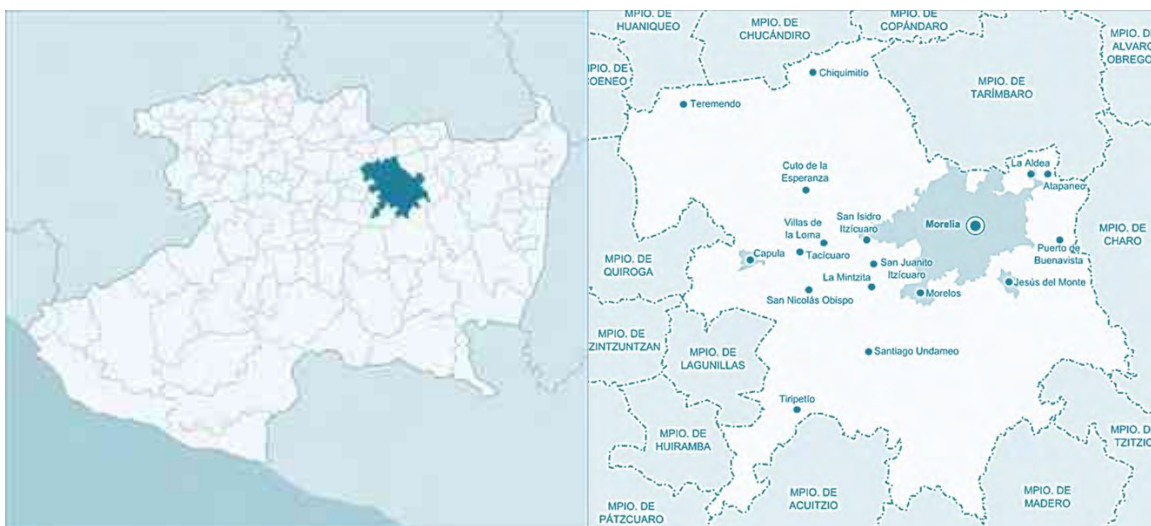 MPIO. DE
HUANIQUEO
MPIO. DE
CHUCÁNDIRO
MPIO. DE
COPÁNDARO
MPIO. DE
ALVARO
OBREGO
MPIO. DE
COENEO
Chiquimitío
MPIO. DE
TARÍMBARO
Teremendo
La Aldea
Atapaneo
Cuto de la
Esperanza
Villas de
la Loma
San Isidro
Itzícuaro
Morelia
MPIO. DE
CHARO
Puerto de
Buenavista
MPIO. DE
QUIROGA
Capula
Tacícuaro
San Juanito
Itzícuaro
La Mintzita
Jesús del Monte
San Nicolás Obispo
Morelos
MPIO. DE
ZINTZUNTZAN
MPIO. DE
LAGUNILLAS
Santiago Undameo
Tiripetío
MPIO. DE
HUIRAMBA
MPIO. DE
TZITZIO
MPIO. DE
PÁTZCUARO
MPIO. DE
ACUITZIO
MPIO. DE
MADERO